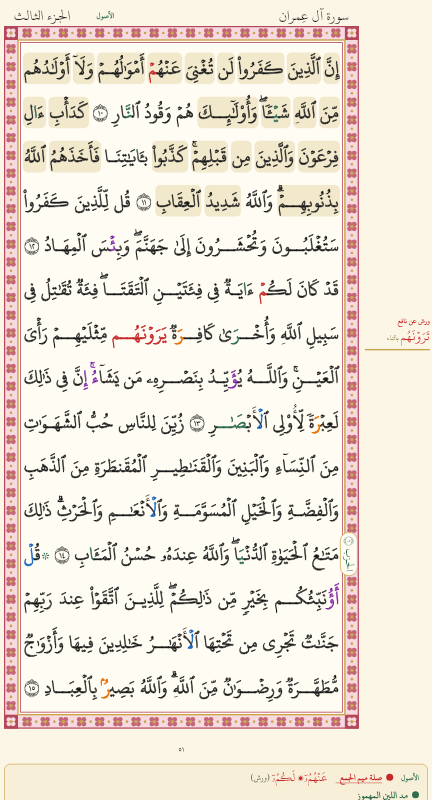 سورة آل عمران
الأصول
الجزء الثالث
إِنَّ ٱلَّذِينَ كَفَرُوا۟ لَن تُغْنِىَ عَنْهُمْ أَمْوَٰلُهُمْ وَلَآ أَوْلَـٰدُهُم
مِّنَ ٱللَّهِ شَيْـًٔا ۖ وَأُو۟لَـٰٓئِكَ هُمْ وَقُودُ ٱلنَّارِ ١٠ كَدَأْبِ ءَالِ
فِرْعَوْنَ وَٱلَّذِينَ مِن قَبْلِهِمْ ۚ كَذَّبُوا۟ بِـَٔايَـٰتِنَا فَأَخَذَهُمُ ٱللَّهُ
بِذُنُوبِهِمْ ۗ وَٱللَّهُ شَدِيدُ ٱلْعِقَابِ ١١ قُل لِّلَّذِينَ كَفَرُوا۟
سَتُغْلَبُونَ وَتُحْشَرُونَ إِلَىٰ جَهَنَّمَ ۖ وَبِئْسَ ٱلْمِهَادُ ١٢
قَدْ كَانَ لَكُمْ ءَايَةٌ فِى فِئَتَيْنِ ٱلْتَقَتَا ۖ فِئَةٌ تُقَـٰتِلُ فِى
سَبِيلِ ٱللَّهِ وَأُخْرَىٰ كَافِرَةٌ يَرَوْنَهُم مِّثْلَيْهِمْ رَأْىَ
ٱلْعَيْنِ ۚ وَٱللَّهُ يُؤَيِّدُ بِنَصْرِهِۦ مَن يَشَآءُ ۚ إِنَّ فِى ذَٰلِكَ
لَعِبْرَةً لِّأُو۟لِى ٱلْأَبْصَـٰرِ ١٣ زُيِّنَ لِلنَّاسِ حُبُّ ٱلشَّهَوَٰتِ
مِنَ ٱلنِّسَآءِ وَٱلْبَنِينَ وَٱلْقَنَـٰطِيرِ ٱلْمُقَنطَرَةِ مِنَ ٱلذَّهَبِ
وَٱلْفِضَّةِ وَٱلْخَيْلِ ٱلْمُسَوَّمَةِ وَٱلْأَنْعَـٰمِ وَٱلْحَرْثِ ۗ ذَٰلِكَ
مَتَـٰعُ ٱلْحَيَوٰةِ ٱلدُّنْيَا ۖ وَٱللَّهُ عِندَهُۥ حُسْنُ ٱلْمَـَٔابِ ١٤ ۞ قُلْ
أَؤُنَبِّئُكُم بِخَيْرٍ مِّن ذَٰلِكُمْ ۚ لِلَّذِينَ ٱتَّقَوْا۟ عِندَ رَبِّهِمْ
جَنَّـٰتٌ تَجْرِى مِن تَحْتِهَا ٱلْأَنْهَـٰرُ خَـٰلِدِينَ فِيهَا وَأَزْوَٰجٌ
مُّطَهَّرَةٌ وَرِضْوَٰنٌ مِّنَ ٱللَّهِ ۗ وَٱللَّهُ بَصِيرٌۢ بِٱلْعِبَادِ ١٥
ورش عن نافع
تَرَوْنَهُم بالتاء
٥١
الأصول
صلة ميم الجمع
عَنْهُمُۥٓ • لَكُمُۥٓ (ورش)
مد اللين المهموز